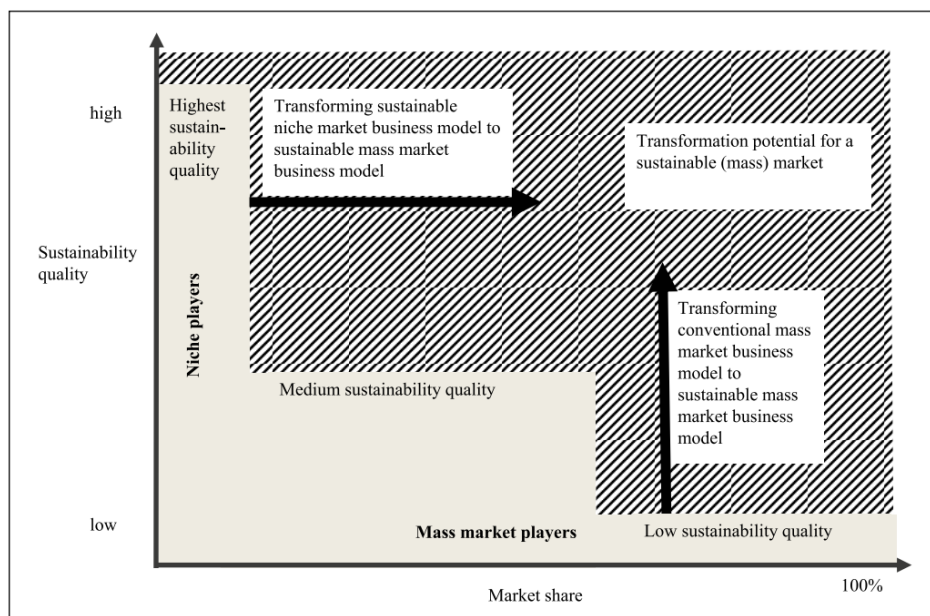 high
Highest
sustain-
ability
quality
Transforming sustainable
niche market business model to
sustainable mass market
business model
Transformation potential for a
sustainable (mass) market
Sustainability
quality
Niche players
Transforming
conventional mass
market business
model to
sustainable mass
market business
model
Medium sustainability quality
low
Mass market players
Low sustainability quality
Market share
100%